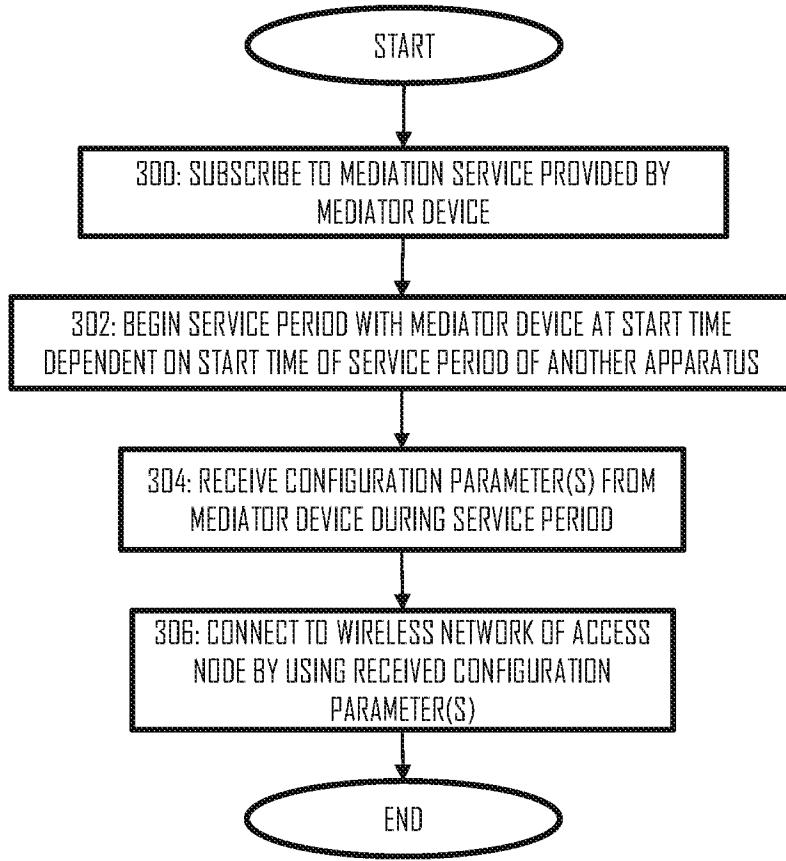 START
300: SUBSCRIBE TO MEDIATION SERVICE PROVIDED BY
MEDIATOR DEVICE
302: BEGIN SERVICE PERIOD WITH MEDIATOR DEVICE AT START TIME
DEPENDENT ON START TIME OF SERVICE PERIOD OF ANOTHER APPARATUS
304: RECEIVE CONFIGURATION PARAMETER(S) FROM
MEDIATOR DEVICE DURING SERVICE PERIOD
306: CONNECT TO WIRELESS NETWORK OF ACCESS
NODE BY USING RECEIVED CONFIGURATION
PARAMETER(S)
END